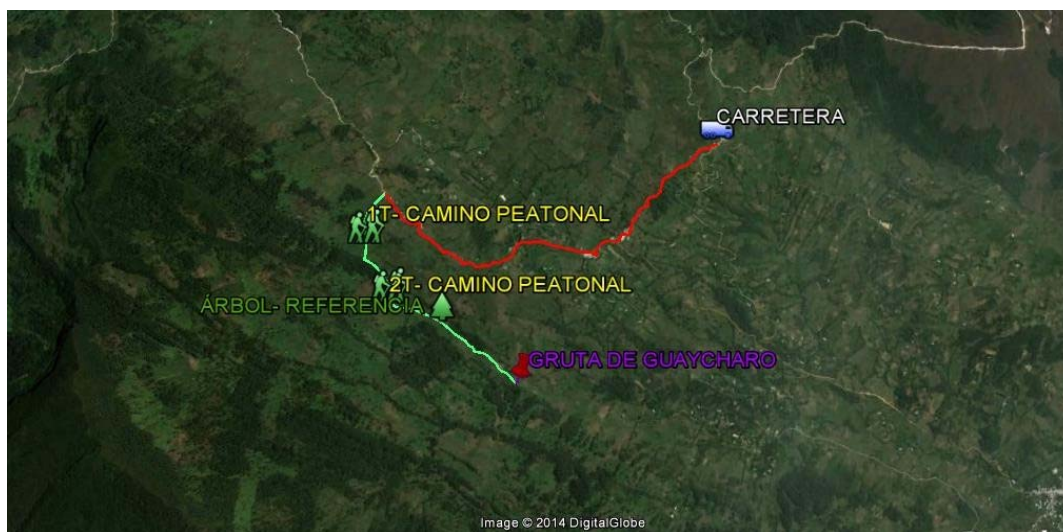 CARRETERA
1T- CAMINO PEATONAL
2T- CAMINO PEATONAL
ÁRBOL- REFERENCIA
GRUTA DE GUAYCHARO
Image © 2014 DigitalGlobe